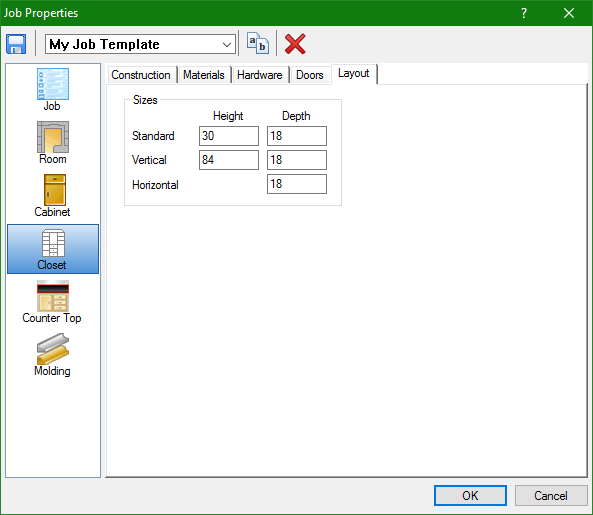 Job Properties
?
My Job Template
a b
Job
Room
Cabinet
Closet
Counter Top
Molding
Construction Materials Hardware Doors Layout
Sizes
Height Depth
Standard 30 18
Vertical 84 18
Horizontal 18
OK Cancel